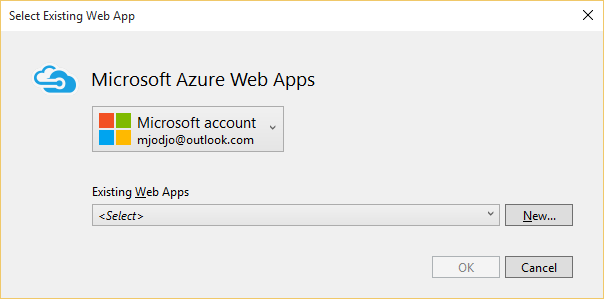 Select Existing Web App
Microsoft Azure Web Apps
Microsoft account
mjodjo@outlook.com
Existing Web Apps
<Select>
New...
OK
Cancel